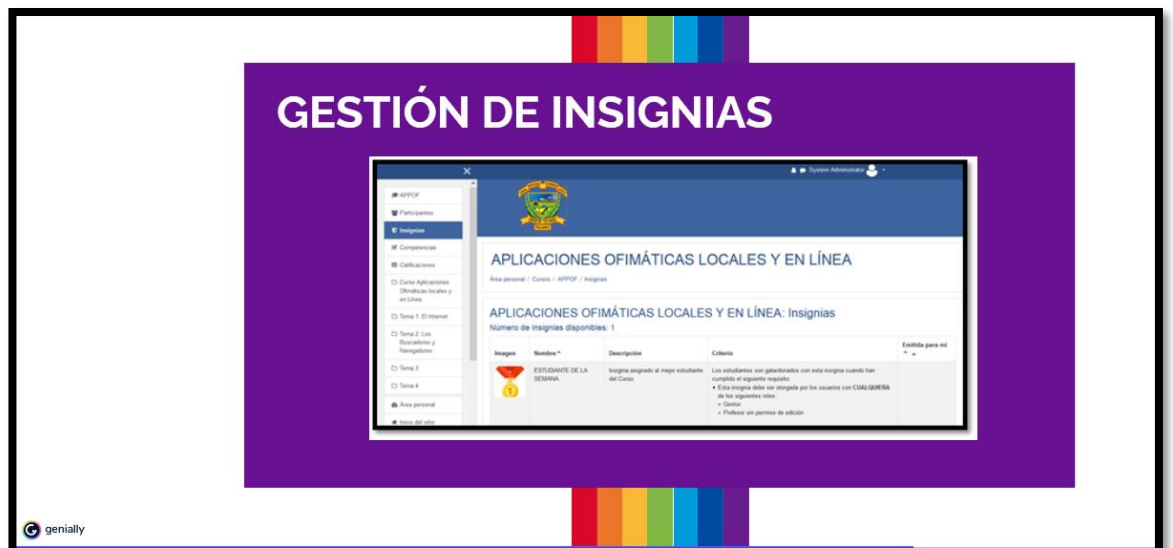 GESTIÓN DE INSIGNIAS
System Administrator
APPOF
Participantes
Insignias
Competencias
Calificaciones
Curso Aplicaciones
Ofimáticas locales y
en Línea
Tema 1: El Internet
Tema 2: Los
Buscadores y
Navegadores
Tema 3
Tema 4
Área personal
Inicio del sitio
APLICACIONES OFIMÁTICAS LOCALES Y EN LÍNEA
Área personal / Cursos / APPOF / Insignias
APLICACIONES OFIMÁTICAS LOCALES Y EN LÍNEA: Insignias
Número de insignias disponibles: 1
Imagen Nombre Descripción Criterio Emitida para mí
ESTUDIANTE DE LA
SEMANA
Insignia asignado al mejor estudiante
del Curso.
Los estudiantes son galardonados con esta insignia cuando han
cumplido el siguiente requisito:
• Esta insignia debe ser otorgada por los usuarios con CUALQUIERA
de los siguientes roles:
Gestor
Profesor sin permiso de edición
1
genially